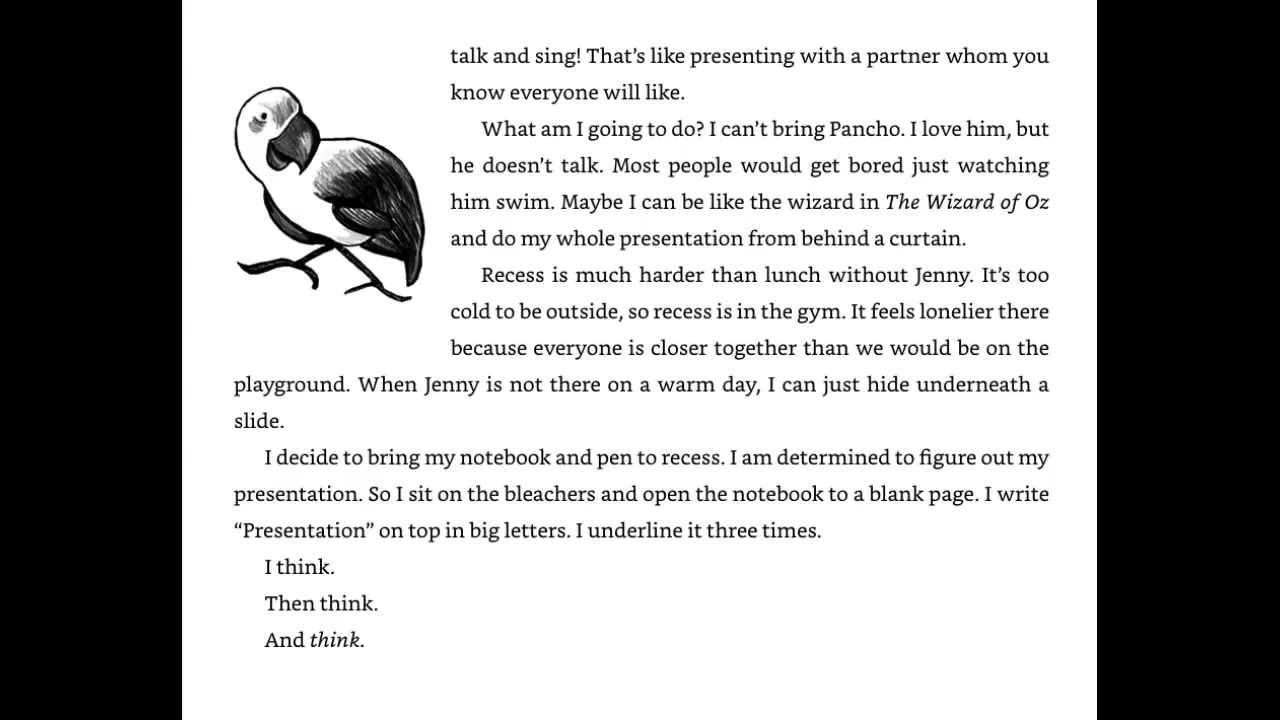 talk and sing! That’s like presenting with a partner whom you
know everyone will like.
What am I going to do? I can’t bring Pancho. I love him, but
he doesn’t talk. Most people would get bored just watching
him swim. Maybe I can be like the wizard in The Wizard of Oz
and do my whole presentation from behind a curtain.
Recess is much harder than lunch without Jenny. It’s too
cold to be outside, so recess is in the gym. It feels lonelier there
because everyone is closer together than we would be on the
playground. When Jenny is not there on a warm day, I can just hide underneath a
slide.
I decide to bring my notebook and pen to recess. I am determined to figure out my
presentation. So I sit on the bleachers and open the notebook to a blank page. I write
“Presentation” on top in big letters. I underline it three times.
I think.
Then think.
And think.